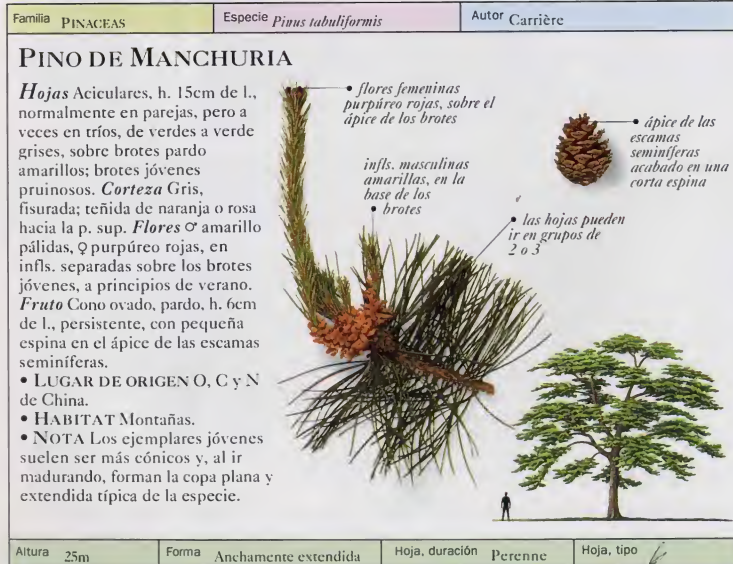 Familia PINACEAS
Especie Pinus tabuliformis
Autor Carrière
PINO DE MANCHURIA
Hojas Aciculares, h. 15cm de l.,
normalmente en parejas, pero a
veces en tríos, de verdes a verde
grises, sobre brotes pardo
amarillos; brotes jóvenes
pruinosos. Corteza Gris,
fisurada; teñida de naranja o rosa
hacia la p. sup. Flores ♂ amarillo
pálidas, ♀ purpúreo rojas, en
infls. separadas sobre los brotes
jóvenes, a principios de verano.
Fruto Cono ovado, pardo, h. 6cm
de l., persistente, con pequeña
espina en el ápice de las escamas
seminíferas.
• LUGAR DE ORIGEN O, C y N
de China.
• HABITAT Montañas.
• NOTA Los ejemplares jóvenes
suelen ser más cónicos y, al ir
madurando, forman la copa plana y
extendida típica de la especie.
• flores femeninas
purpúreo rojas, sobre el
ápice de los brotes
infls. masculinas
amarillas, en la
base de los
• brotes
• las hojas pueden
ir en grupos de
2 o 3
• ápice de las
escamas
seminíferas
acabado en una
corta espina
Altura 25m
Forma Anchamente extendida
Hoja, duración Perenne
Hoja, tipo